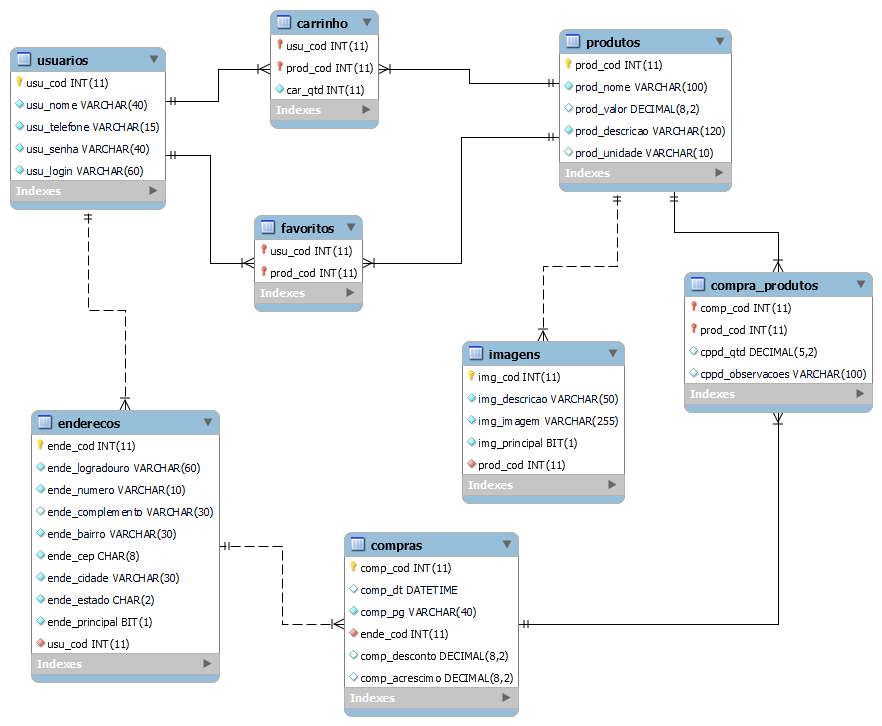 carrinho
usu_cod INT(11)
prod_cod INT(11)
car_qtd INT(11)
Indexes
produtos
prod_cod INT(11)
prod_nome VARCHAR(100)
prod_valor DECIMAL(8,2)
prod_descricao VARCHAR(120)
prod_unidade VARCHAR(10)
Indexes
usuarios
usu_cod INT(11)
usu_nome VARCHAR(40)
usu_telefone VARCHAR(15)
usu_senha VARCHAR(40)
usu_login VARCHAR(60)
Indexes
favoritos
usu_cod INT(11)
prod_cod INT(11)
Indexes
compra_produtos
comp_cod INT(11)
prod_cod INT(11)
cppd_qtd DECIMAL(5,2)
cppd_observacoes VARCHAR(100)
Indexes
imagens
img_cod INT(11)
img_descricao VARCHAR(50)
img_imagem VARCHAR(255)
img_principal BIT(1)
prod_cod INT(11)
Indexes
enderecos
ende_cod INT(11)
ende_logradouro VARCHAR(60)
ende_numero VARCHAR(10)
ende_complemento VARCHAR(30)
ende_bairro VARCHAR(30)
ende_cep CHAR(8)
ende_cidade VARCHAR(30)
ende_estado CHAR(2)
ende_principal BIT(1)
usu_cod INT(11)
Indexes
compras
comp_cod INT(11)
comp_dt DATETIME
comp_pg VARCHAR(40)
ende_cod INT(11)
comp_desconto DECIMAL(8,2)
comp_acrescimo DECIMAL(8,2)
Indexes